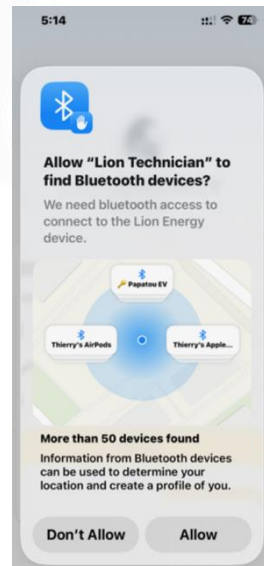 5:14
74
Allow “Lion Technician” to
find Bluetooth devices?
We need bluetooth access to
connect to the Lion Energy
device.
🔑 Papatou EV
Thierry's AirPods
Thierry's Apple...
More than 50 devices found
Information from Bluetooth devices
can be used to determine your
location and create a profile of you.
Don't Allow
Allow